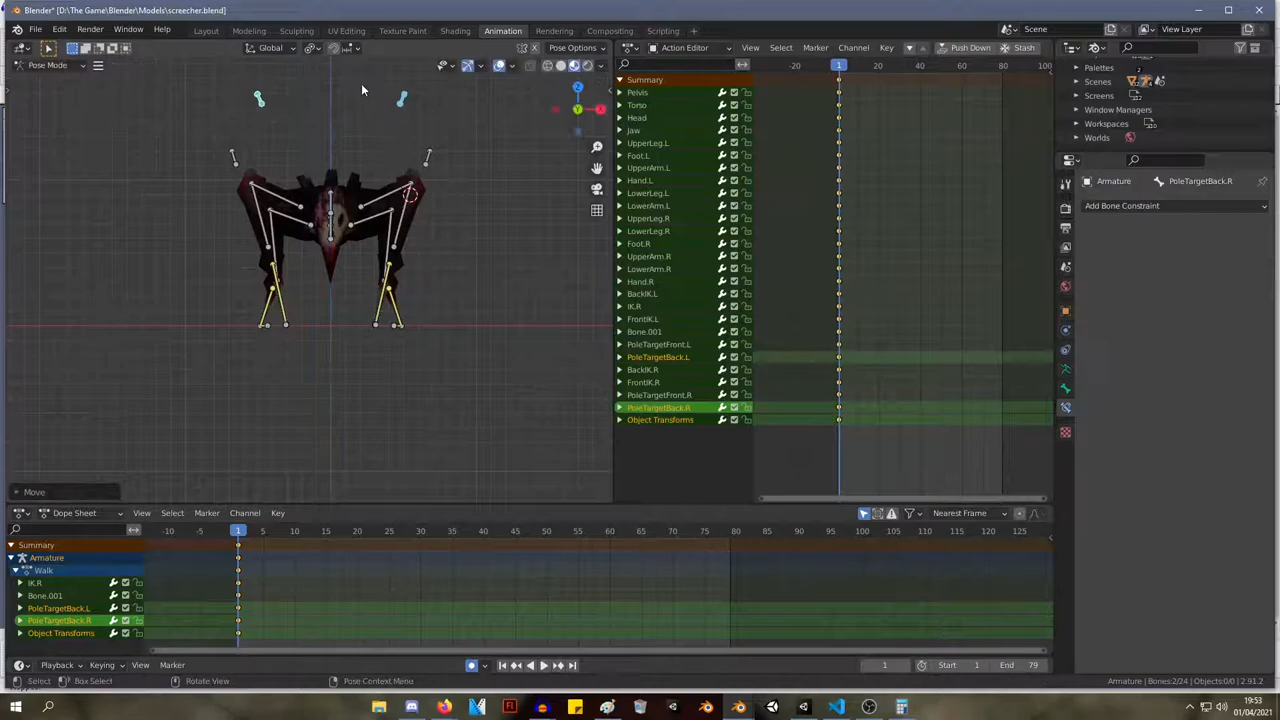 Blender* [D:\The Game\Blender\Models\screecher.blend]
File Edit Render Window Help Layout Modeling Sculpting UV Editing Texture Paint Shading Animation Rendering Compositing Scripting Scene View Layer
Global Pose Options Action Editor View Select Marker Channel Key Push Down Stash
Pose Mode -20 1 20 40 60 80 100
Palettes
Scenes
Screens
Window Managers
Workspaces
Worlds
Summary
Pelvis
Torso
Head
Jaw
UpperLeg.L
Foot.L
UpperArm.L
Hand.L
LowerLeg.L
LowerArm.L
UpperLeg.R
LowerLeg.R
Foot.R
UpperArm.R
LowerArm.R
Hand.R
BackIK.L
IK.R
FrontIK.L
Bone.001
PoleTargetFront.L
PoleTargetBack.L
BackIK.R
FrontIK.R
PoleTargetFront.R
PoleTargetBack.R
Object Transforms
Armature PoleTargetBack.R
Add Bone Constraint
X
Y
Z
Move
Dope Sheet View Select Marker Channel Key Nearest Frame
-10 -5 1 5 10 15 20 25 30 35 40 45 50 55 60 65 70 75 80 85 90 95 100 105 110 115 120 125
Summary
Armature
Walk
IK.R
Bone.001
PoleTargetBack.L
PoleTargetBack.R
Object Transforms
Playback Keying View Marker 1 Start 1 End 79
Select Box Select Rotate View Pose Context Menu Armature | Bones:2/24 | Objects:0/0 | 2.91.2
19:53
01/04/2021